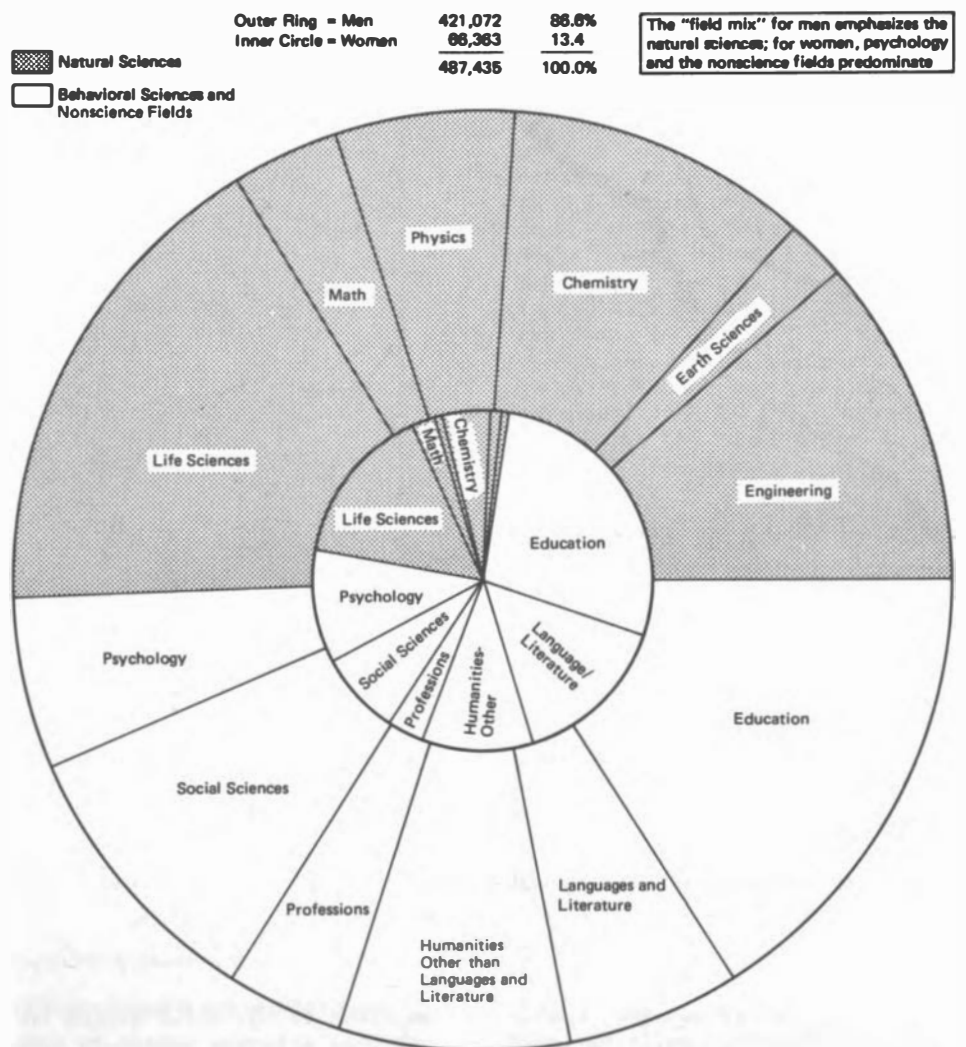 Outer Ring = Men 421,072 86.6%
Inner Circle = Women 66,363 13.4
487,435 100.0%
The "field mix" for men emphasizes the
natural sciences; for women, psychology
and the nonscience fields predominate
Natural Sciences
Behavioral Sciences and
Nonscience Fields
Physics
Math
Chemistry
Earth Sciences
Life Sciences
Engineering
Math
Chemistry
Life Sciences
Education
Psychology
Social Sciences
Professions
Humanities-
Other
Language/
Literature
Psychology
Education
Social Sciences
Professions
Languages and
Literature
Humanities
Other than
Languages and
Literature